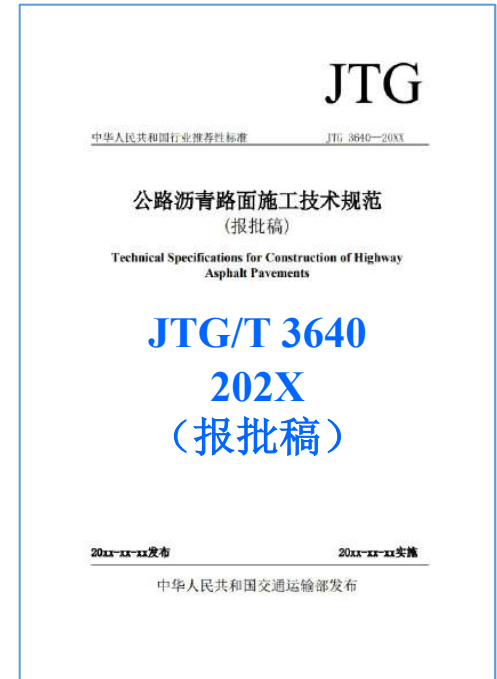 JTG
中华人民共和国行业推荐性标准 JTG 3640—20XX
公路沥青路面施工技术规范
(报批稿)
Technical Specifications for Construction of Highway
Asphalt Pavements
JTG/T 3640
202X
（报批稿）
20xx-xx-xx发布 20xx-xx-xx实施
中华人民共和国交通运输部发布